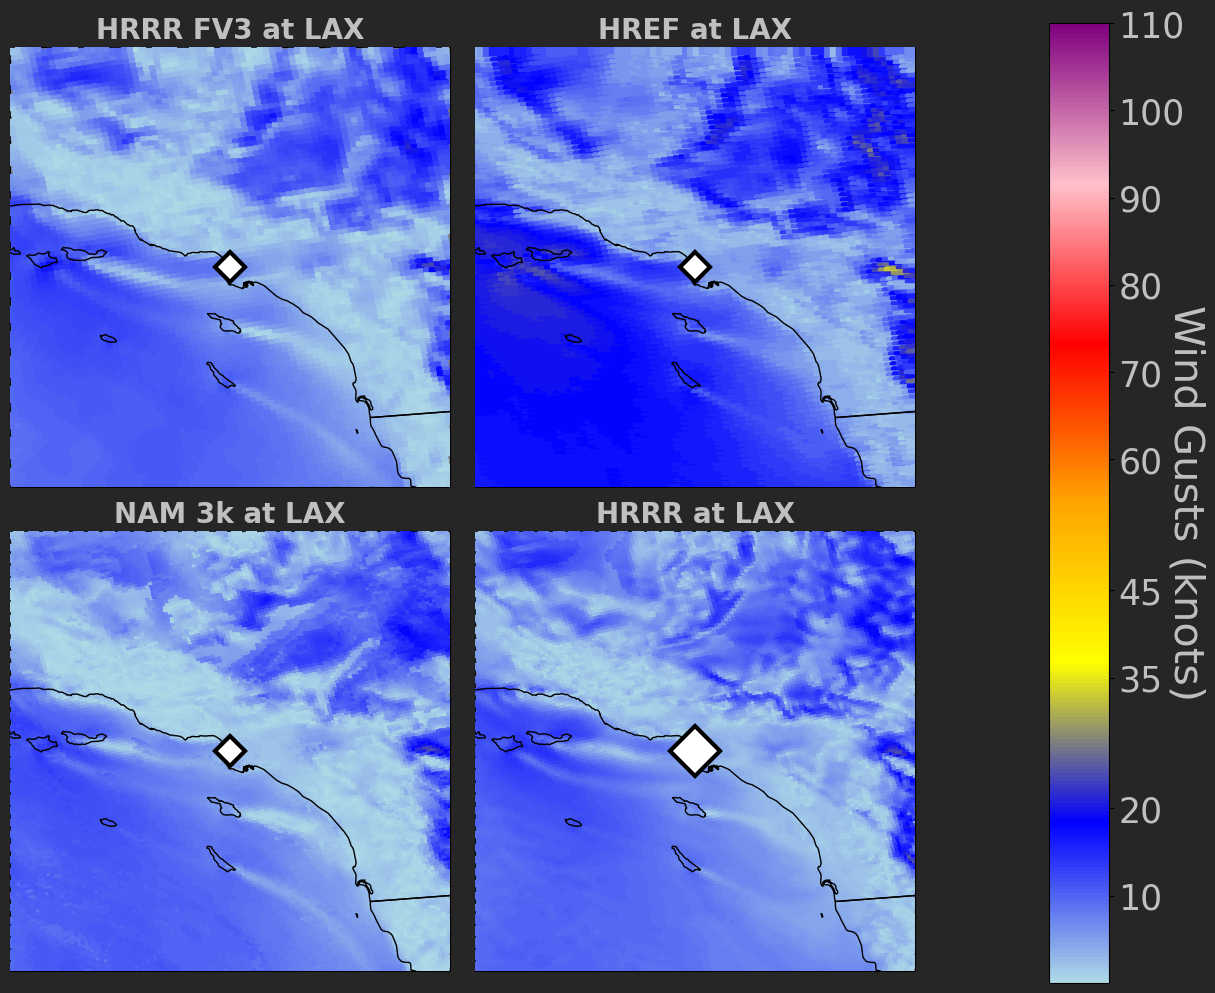 HRRR FV3 at LAX
HREF at LAX
NAM 3k at LAX
HRRR at LAX
110
100
90
80
70
60
45
35
20
10
Wind Gusts (knots)